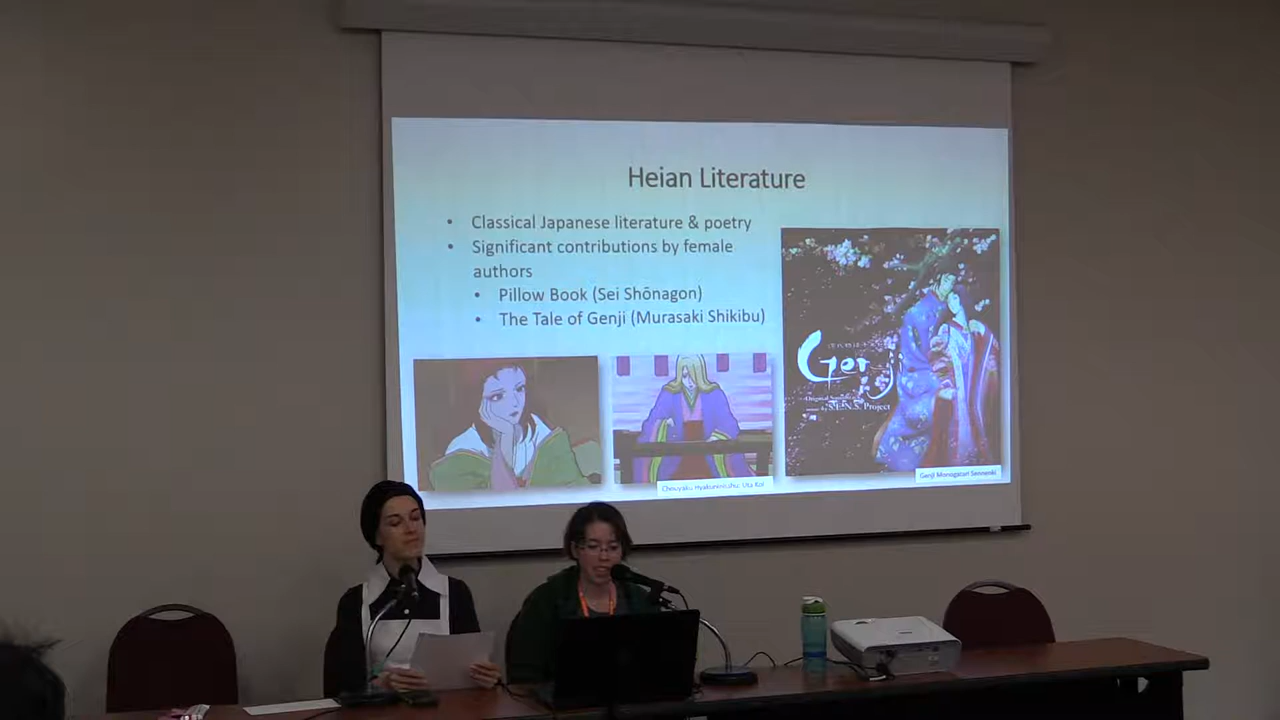 Heian Literature
• Classical Japanese literature & poetry
• Significant contributions by female
authors
• Pillow Book (Sei Shōnagon)
• The Tale of Genji (Murasaki Shikibu)
Genji
S.E.N.S. Project
Chouyaku Hyakuninisshu: Uta Koi
Genji Monogatari Sennenki